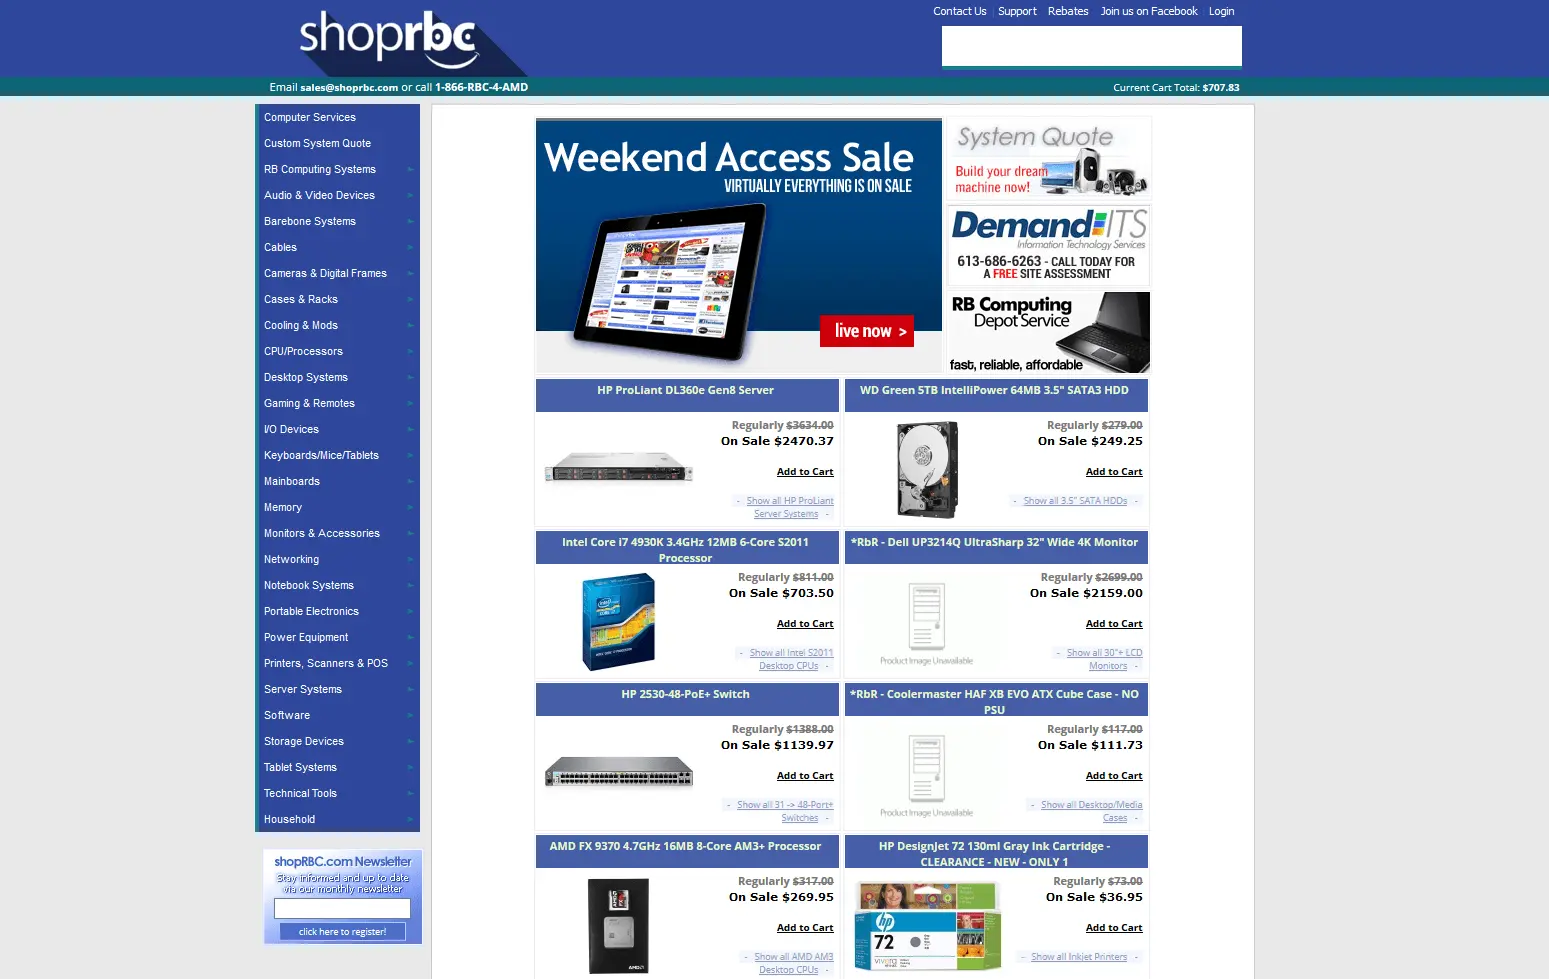 shoprbc
Contact Us
Support
Rebates
Join us on Facebook
Login
Email sales@shoprbc.com or call 1-866-RBC-4-AMD
Current Cart Total: $707.83
Computer Services
Custom System Quote
RB Computing Systems
Audio & Video Devices
Barebone Systems
Cables
Cameras & Digital Frames
Cases & Racks
Cooling & Mods
CPU/Processors
Desktop Systems
Gaming & Remotes
I/O Devices
Keyboards/Mice/Tablets
Mainboards
Memory
Monitors & Accessories
Networking
Notebook Systems
Portable Electronics
Power Equipment
Printers, Scanners & POS
Server Systems
Software
Storage Devices
Tablet Systems
Technical Tools
Household
shopRBC.com Newsletter
Stay informed and up to date
via our monthly newsletter
click here to register!
Weekend Access Sale
VIRTUALLY EVERYTHING IS ON SALE
live now >
System Quote
Build your dream
machine now!
Demand ITS
Information Technology Services
613-686-6263 - CALL TODAY FOR
A FREE SITE ASSESSMENT
RB Computing
Depot Service
fast, reliable, affordable
HP ProLiant DL360e Gen8 Server
Regularly $3634.00
On Sale $2470.37
Add to Cart
- Show all HP ProLiant
Server Systems -
WD Green 5TB IntelliPower 64MB 3.5" SATA3 HDD
Regularly $279.00
On Sale $249.25
Add to Cart
- Show all 3.5" SATA HDDs -
Intel Core i7 4930K 3.4GHz 12MB 6-Core S2011
Processor
Regularly $811.00
On Sale $703.50
Add to Cart
- Show all Intel S2011
Desktop CPUs -
*RbR - Dell UP3214Q UltraSharp 32" Wide 4K Monitor
Regularly $2699.00
On Sale $2159.00
Add to Cart
Product Image Unavailable
- Show all 30"+ LCD
Monitors -
HP 2530-48-PoE+ Switch
Regularly $1388.00
On Sale $1139.97
Add to Cart
- Show all 31 -> 48-Port+
Switches -
*RbR - Coolermaster HAF XB EVO ATX Cube Case - NO
PSU
Regularly $117.00
On Sale $111.73
Add to Cart
Product Image Unavailable
- Show all Desktop/Media
Cases -
AMD FX 9370 4.7GHz 16MB 8-Core AM3+ Processor
Regularly $317.00
On Sale $269.95
Add to Cart
- Show all AMD AM3
Desktop CPUs -
AMD
HP DesignJet 72 130ml Gray Ink Cartridge -
CLEARANCE - NEW - ONLY 1
Regularly $73.00
On Sale $36.95
Add to Cart
- Show all Inkjet Printers -
hp
72
vivera